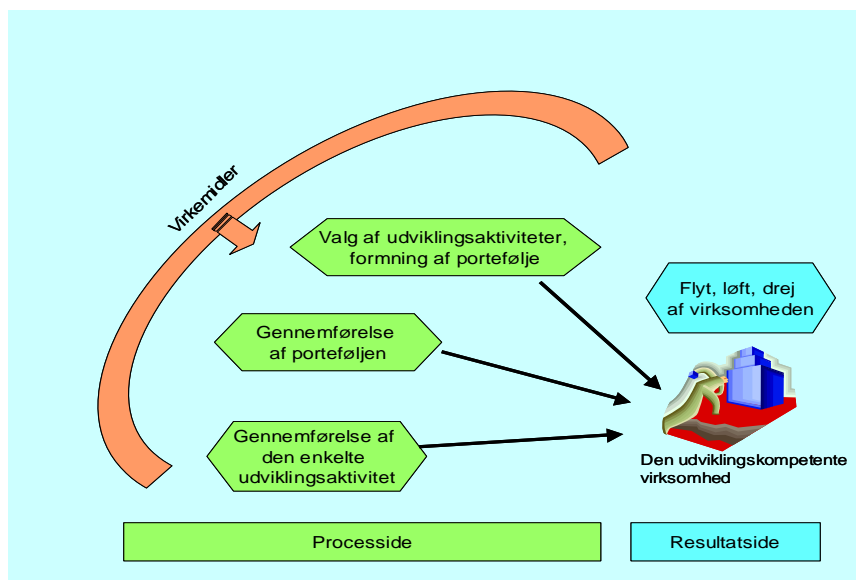 Virkemidler
Valg af udviklingsaktiviteter,
formning af portefølje
Flyt, løft, drej
af virksomheden
Gennemførelse
af porteføljen
Gennemførelse af
den enkelte
udviklingsaktivitet
Den udviklingskompetente
virksomhed
Processide
Resultatside